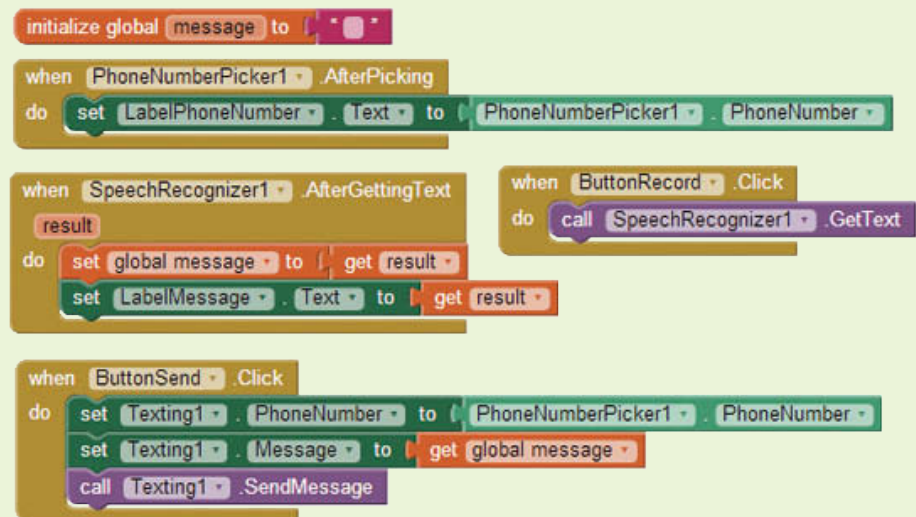 initialize global message to " "
when PhoneNumberPicker1 .AfterPicking
do set LabelPhoneNumber . Text to PhoneNumberPicker1 . PhoneNumber
when SpeechRecognizer1 .AfterGettingText
result
do set global message to get result
set LabelMessage . Text to get result
when ButtonRecord .Click
do call SpeechRecognizer1 .GetText
when ButtonSend .Click
do set Texting1 . PhoneNumber to PhoneNumberPicker1 . PhoneNumber
set Texting1 . Message to get global message
call Texting1 .SendMessage